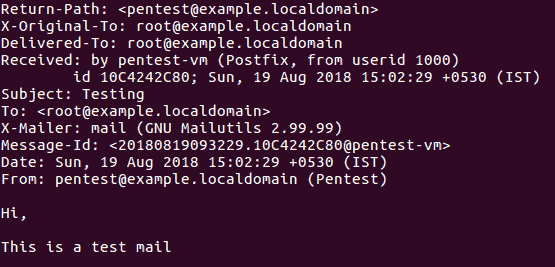 Return-Path: <pentest@example.localdomain>
X-Original-To: root@example.localdomain
Delivered-To: root@example.localdomain
Received: by pentest-vm (Postfix, from userid 1000)
        id 10C4242C80; Sun, 19 Aug 2018 15:02:29 +0530 (IST)
Subject: Testing
To: <root@example.localdomain>
X-Mailer: mail (GNU Mailutils 2.99.99)
Message-Id: <20180819093229.10C4242C80@pentest-vm>
Date: Sun, 19 Aug 2018 15:02:29 +0530 (IST)
From: pentest@example.localdomain (Pentest)

Hi,

This is a test mail